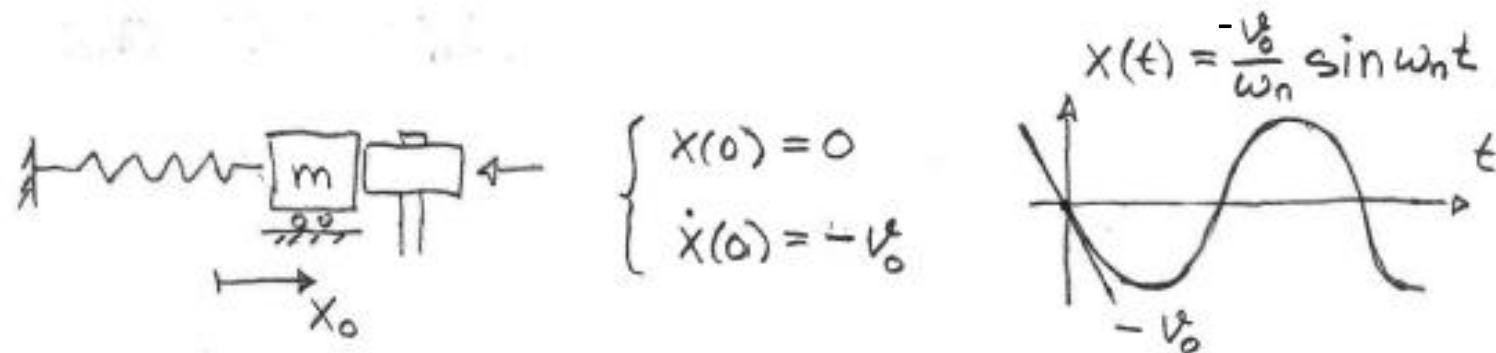 x(t) = -v₀/ωₙ sin ωₙt
m
x(0) = 0
ẋ(0) = -v₀
t
x₀
-v₀